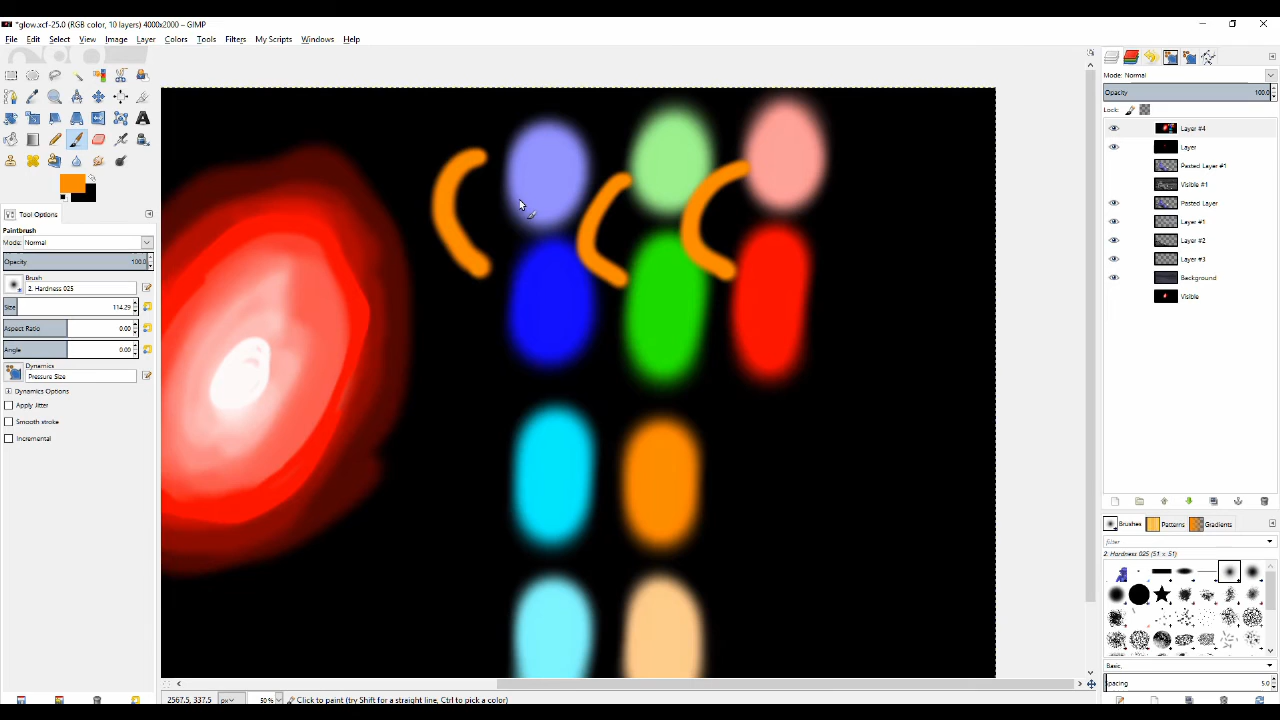 *glow.xcf-25.0 (RGB color, 10 layers) 4000x2000 – GIMP
File Edit Select View Image Layer Colors Tools Filters My Scripts Windows Help
Tool Options
Paintbrush
Mode: Normal
Opacity 100.0
Brush
2. Hardness 025
Size 114.29
Aspect Ratio 0.00
Angle 0.00
Dynamics
Pressure Size
Dynamics Options
Apply Jitter
Smooth stroke
Incremental
2567.5, 337.5 px 50% Click to paint (try Shift for a straight line, Ctrl to pick a color)
Mode: Normal
Opacity 100.0
Lock:
Layer #4
Layer
Pasted Layer #1
Visible #1
Pasted Layer
Layer #1
Layer #2
Layer #3
Background
Visible
Brushes Patterns Gradients
filter
2. Hardness 025 (51 × 51)
Basic,
Spacing 5.0